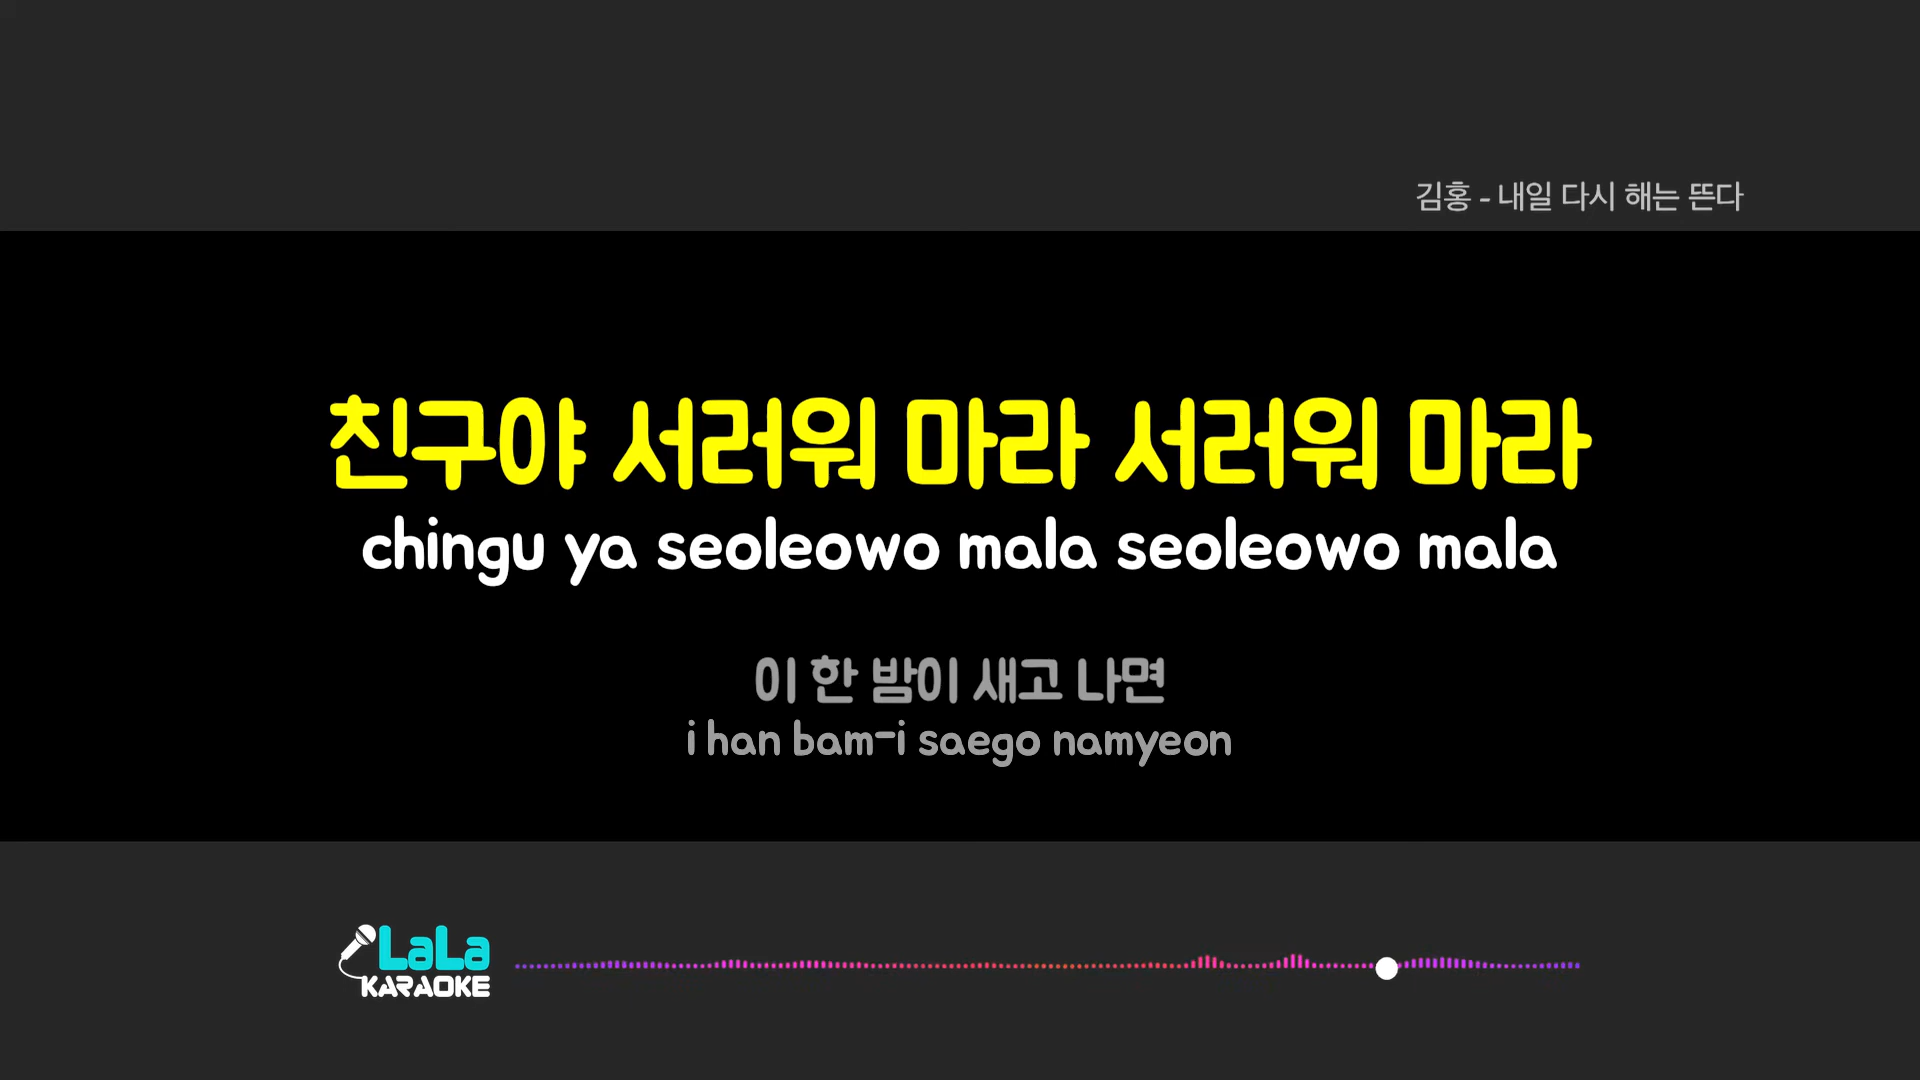 김홍 - 내일 다시 해는 뜬다
친구야 서러워 마라 서러워 마라
chingu ya seoleowo mala seoleowo mala
이 한 밤이 새고 나면
i han bam-i saego namyeon
LaLa
KARAOKE